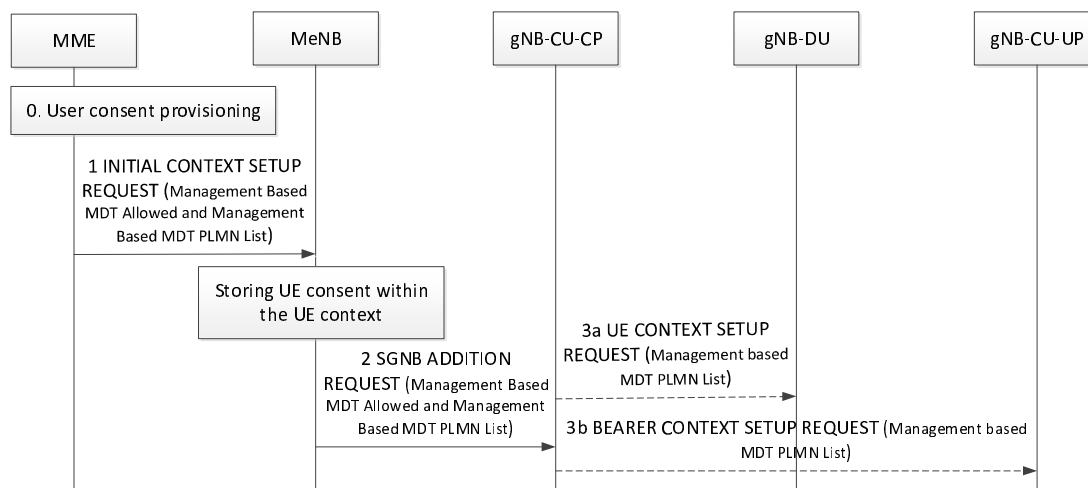 MME
MeNB
gNB-CU-CP
gNB-DU
gNB-CU-UP
0. User consent provisioning
1 INITIAL CONTEXT SETUP
REQUEST (Management Based
MDT Allowed and Management
Based MDT PLMN List)
Storing UE consent within
the UE context
2 SGNB ADDITION
REQUEST (Management Based
MDT Allowed and Management
Based MDT PLMN List)
3a UE CONTEXT SETUP
REQUEST (Management based
MDT PLMN List)
3b BEARER CONTEXT SETUP REQUEST (Management based
MDT PLMN List)